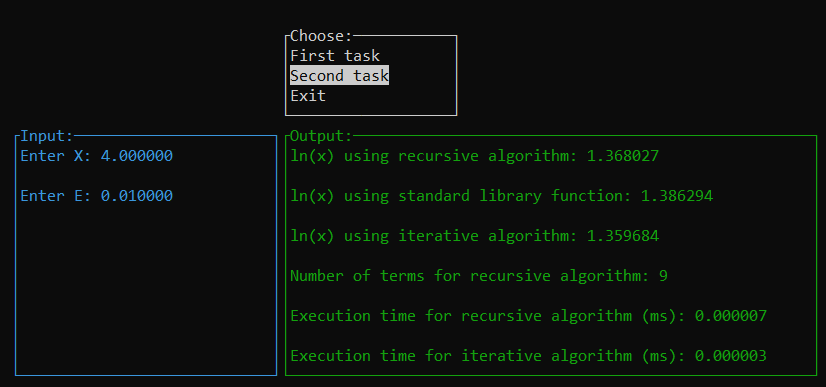 Choose:
First task
Second task
Exit
Input:
Enter X: 4.000000
Enter E: 0.010000
Output:
ln(x) using recursive algorithm: 1.368027
ln(x) using standard library function: 1.386294
ln(x) using iterative algorithm: 1.359684
Number of terms for recursive algorithm: 9
Execution time for recursive algorithm (ms): 0.000007
Execution time for iterative algorithm (ms): 0.000003